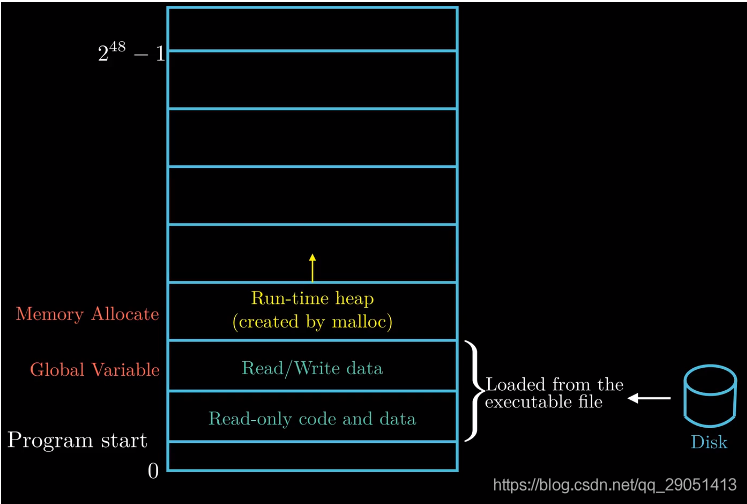 2^48 − 1
Run-time heap
(created by malloc)
Memory Allocate
Global Variable
Read/Write data
Loaded from the
executable file
Read-only code and data
Program start
Disk
0
https://blog.csdn.net/qq_29051413